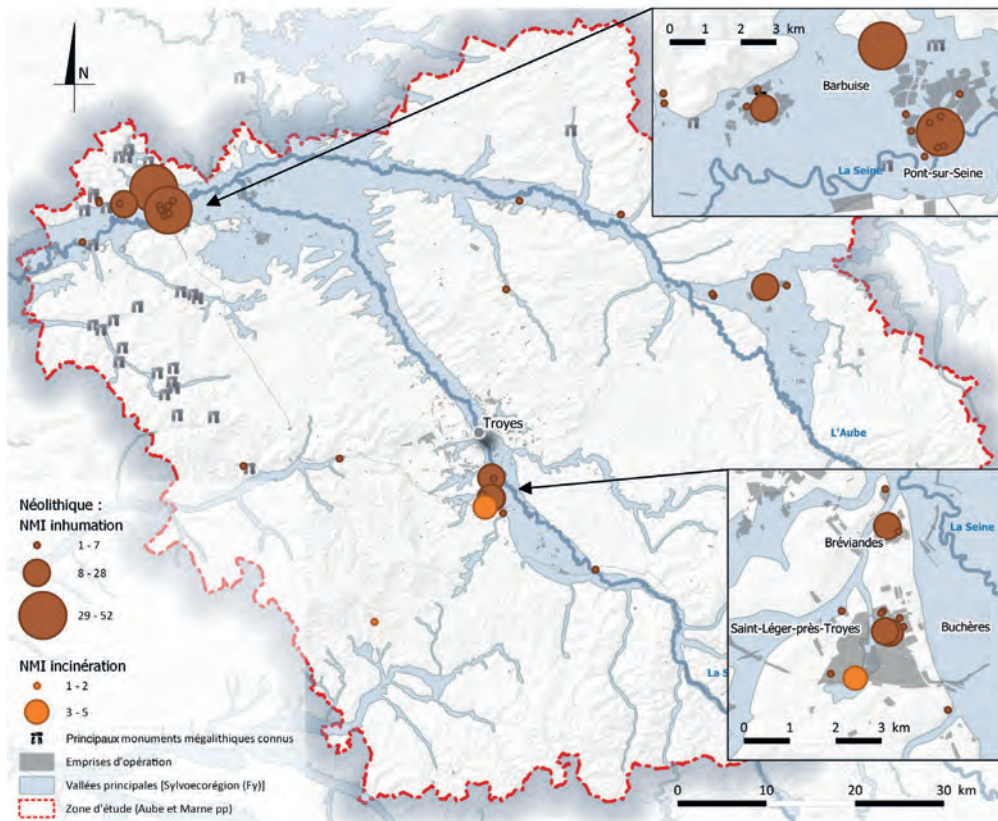 N
0 1 2 3 km
Barbuise
La Seine
Pont-sur-Seine
Troyes
L'Aube
Néolithique :
NMI inhumation
1 - 7
8 - 28
29 - 52
NMI incinération
1 - 2
3 - 5
Principaux monuments mégalithiques connus
Emprises d'opération
Vallées principales [Sylvoecorégion (Fy)]
Zone d'étude (Aube et Marne pp)
La S
La Seine
Bréviandes
Saint-Léger-près-Troyes
Buchères
0 1 2 3 km
0 10 20 30 km